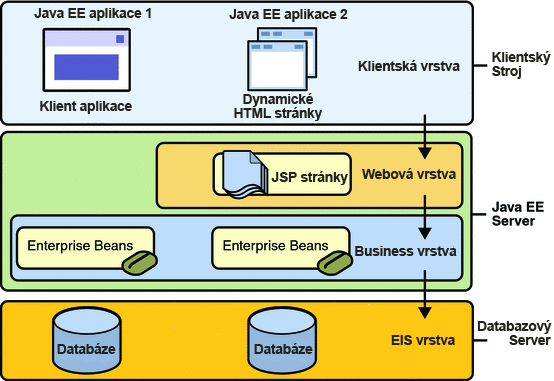 Java EE aplikace 1
Java EE aplikace 2
Klient aplikace
Dynamické
HTML stránky
Klientská vrstva
Klientský
Stroj
JSP stránky
Webová vrstva
Java EE
Server
Enterprise Beans
Enterprise Beans
Business vrstva
Databáze
Databáze
EIS vrstva
Databazový
Server